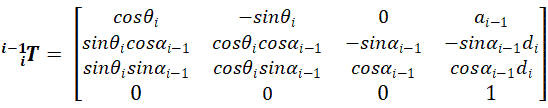 i−1
i T = [ cosθi −sinθi 0 ai−1
sinθicosαi−1 cosθicosαi−1 −sinαi−1 −sinαi−1di
sinθisinαi−1 cosθisinαi−1 cosαi−1 cosαi−1di
0 0 0 1 ]